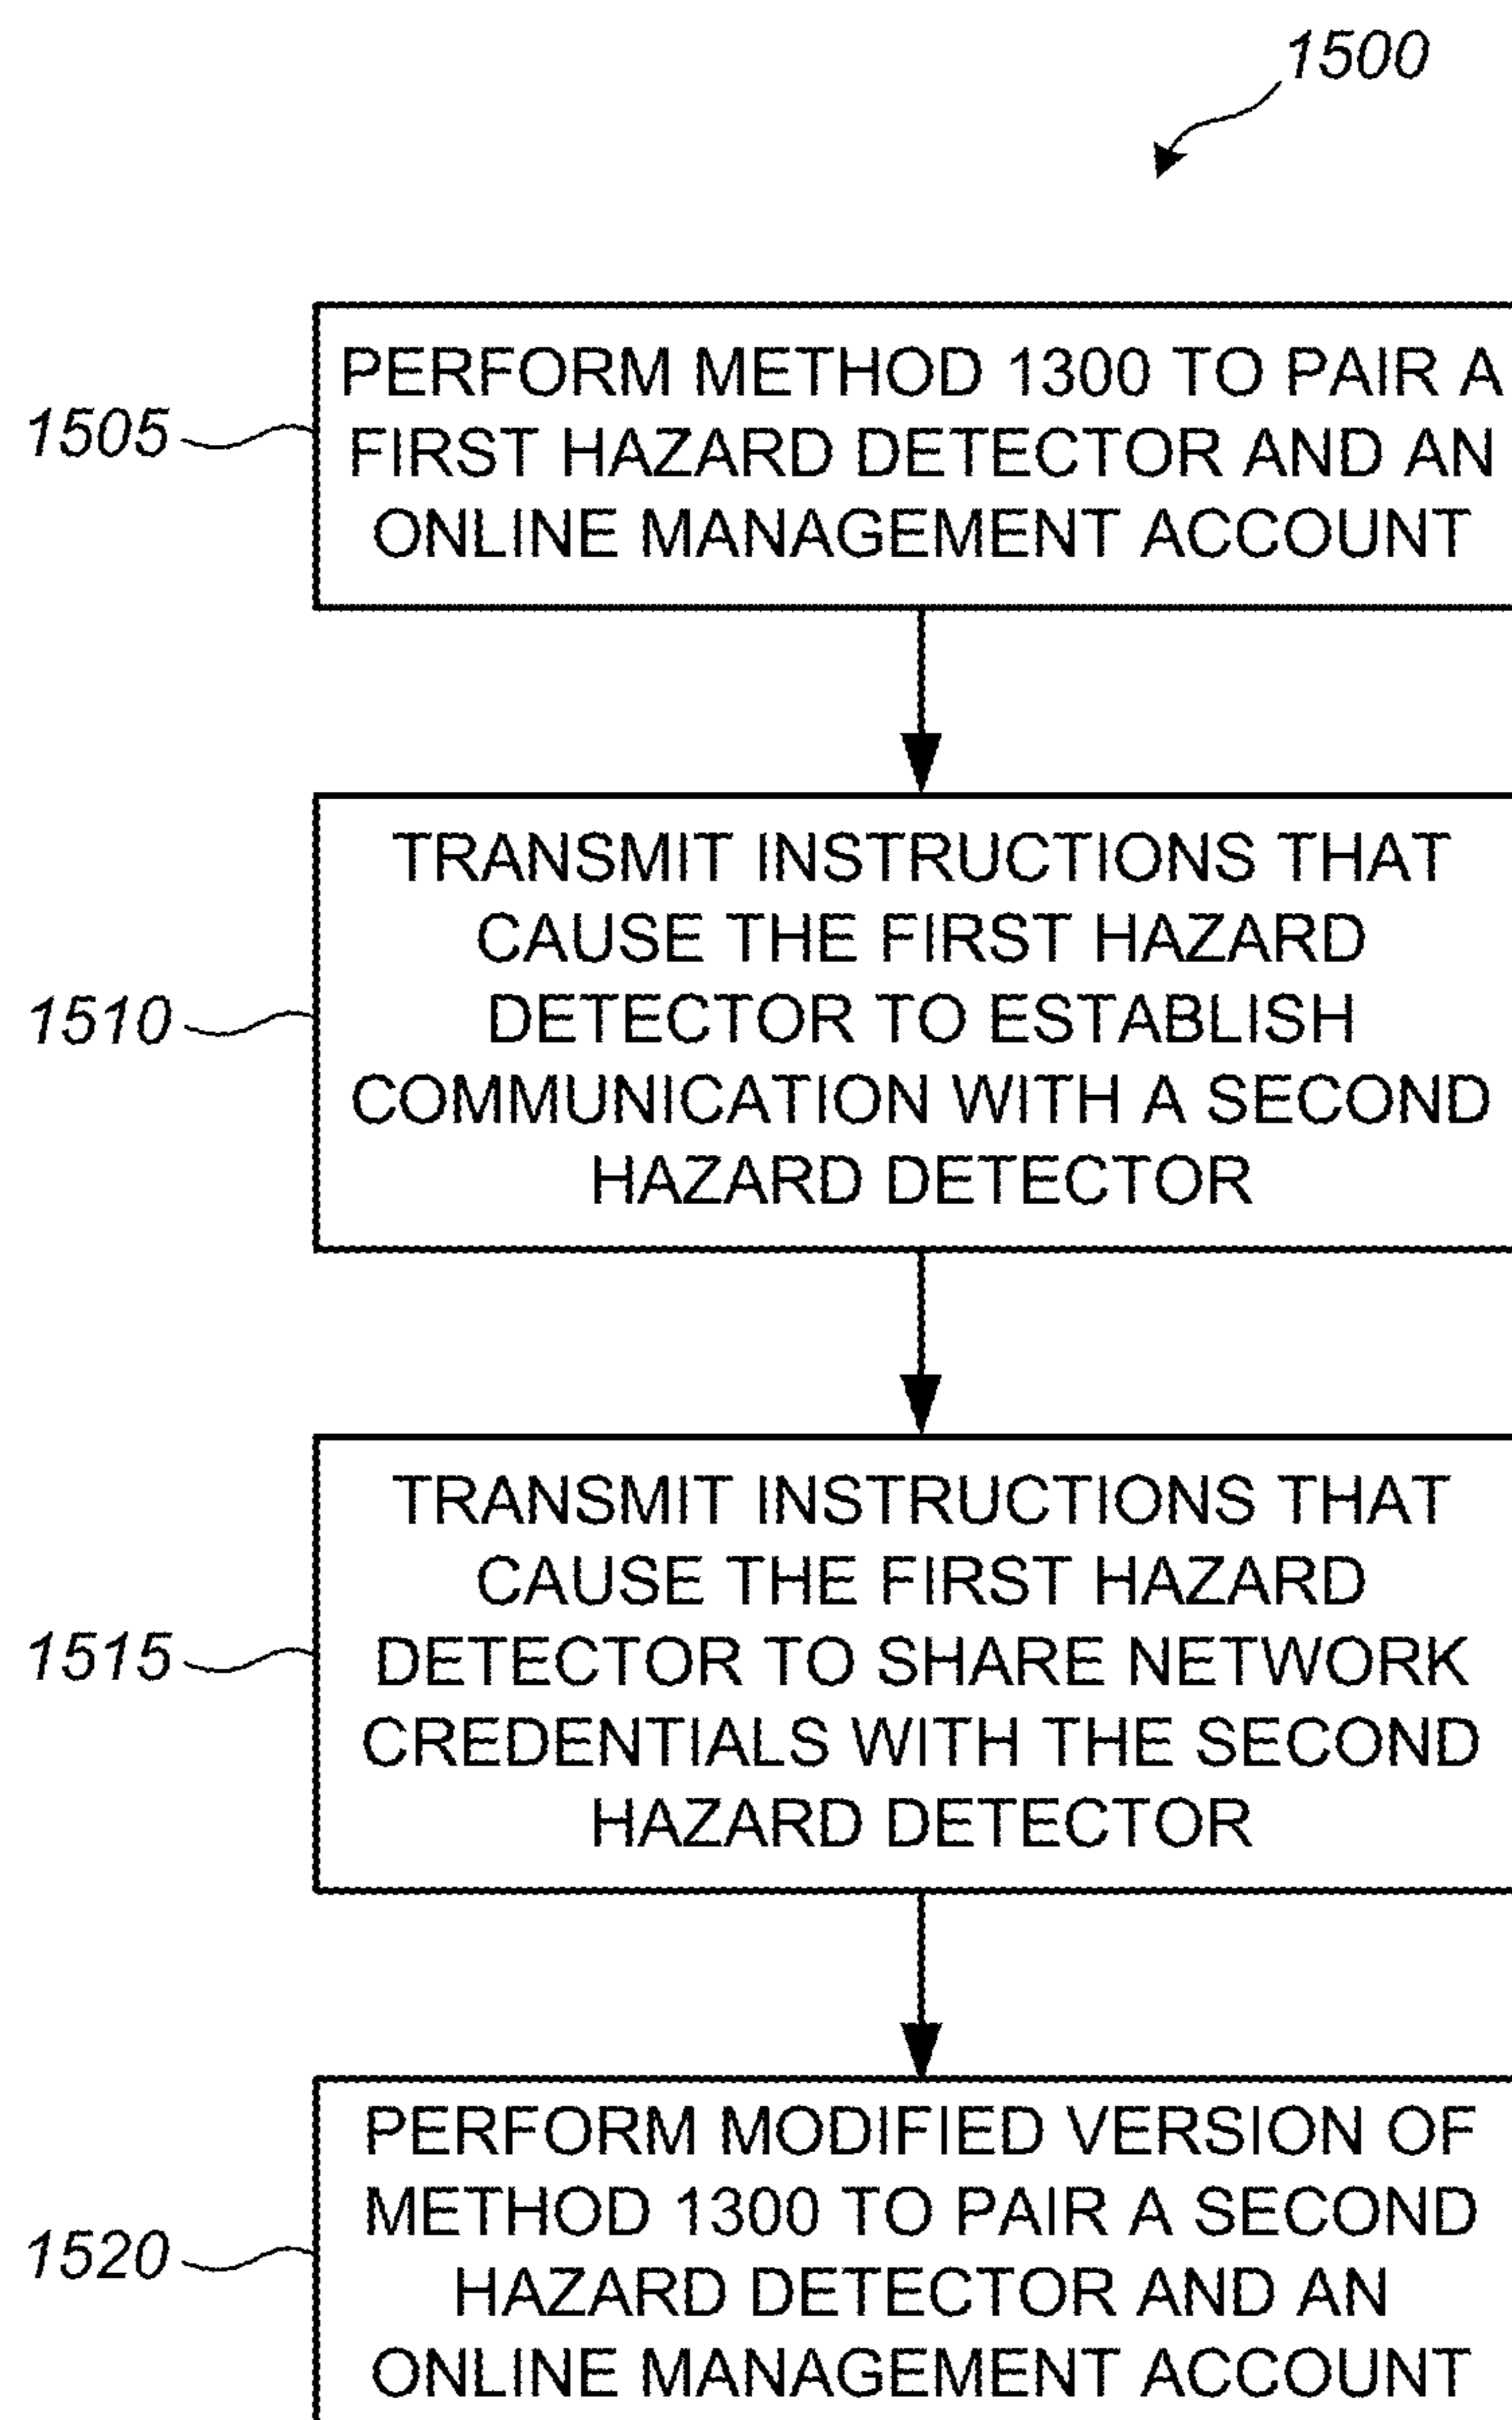 1500
1505
PERFORM METHOD 1300 TO PAIR A
FIRST HAZARD DETECTOR AND AN
ONLINE MANAGEMENT ACCOUNT
1510
TRANSMIT INSTRUCTIONS THAT
CAUSE THE FIRST HAZARD
DETECTOR TO ESTABLISH
COMMUNICATION WITH A SECOND
HAZARD DETECTOR
1515
TRANSMIT INSTRUCTIONS THAT
CAUSE THE FIRST HAZARD
DETECTOR TO SHARE NETWORK
CREDENTIALS WITH THE SECOND
HAZARD DETECTOR
1520
PERFORM MODIFIED VERSION OF
METHOD 1300 TO PAIR A SECOND
HAZARD DETECTOR AND AN
ONLINE MANAGEMENT ACCOUNT